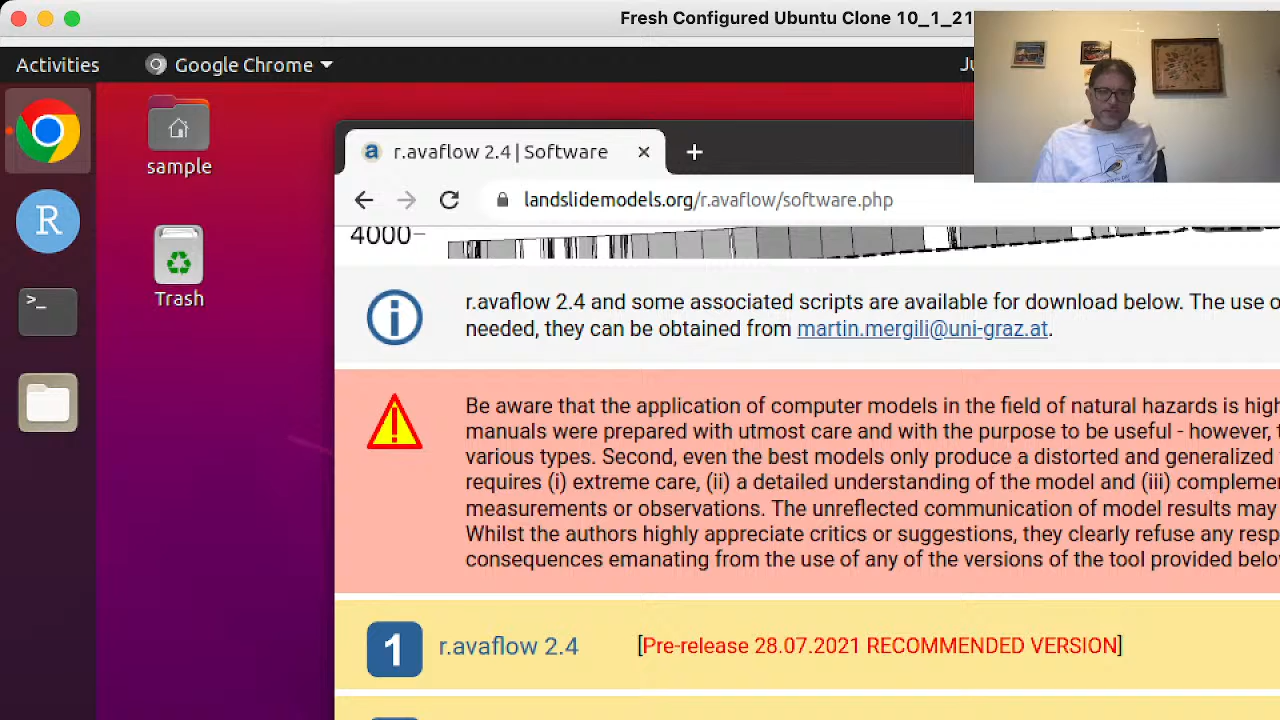 Fresh Configured Ubuntu Clone 10_1_21
Activities
Google Chrome
sample
Trash
r.avaflow 2.4 | Software
landslidemodels.org/r.avaflow/software.php
4000
r.avaflow 2.4 and some associated scripts are available for download below. The use o
needed, they can be obtained from martin.mergili@uni-graz.at.
Be aware that the application of computer models in the field of natural hazards is high
manuals were prepared with utmost care and with the purpose to be useful - however, t
various types. Second, even the best models only produce a distorted and generalized
requires (i) extreme care, (ii) a detailed understanding of the model and (iii) complemen
measurements or observations. The unreflected communication of model results may
Whilst the authors highly appreciate critics or suggestions, they clearly refuse any resp
consequences emanating from the use of any of the versions of the tool provided belo
1 r.avaflow 2.4 [Pre-release 28.07.2021 RECOMMENDED VERSION]